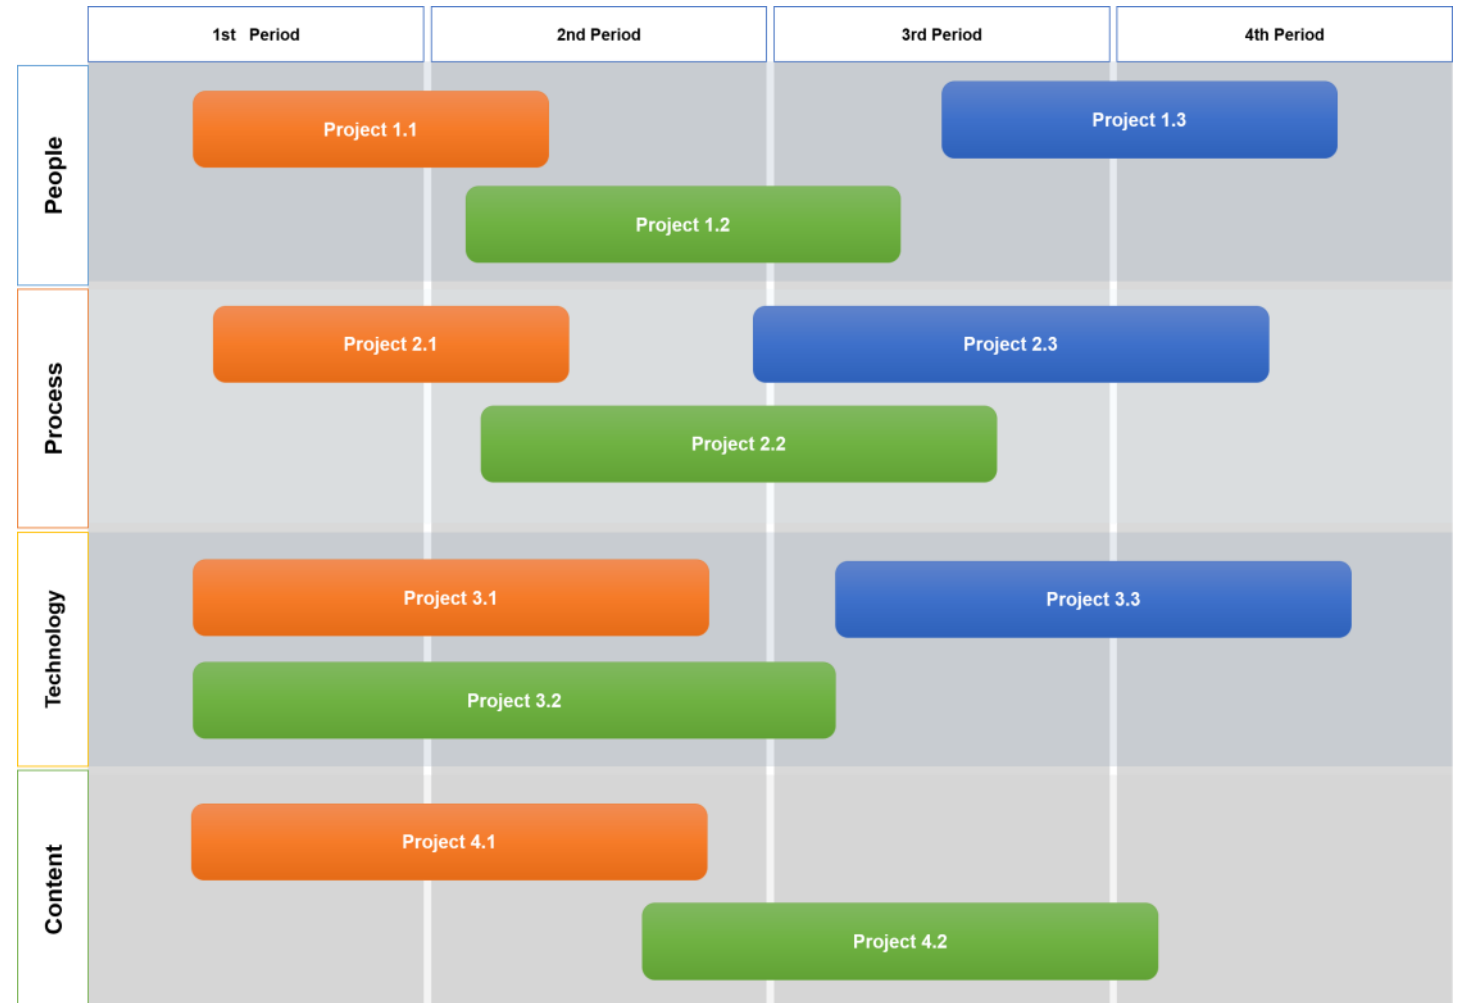 1st   Period
2nd Period
3rd Period
4th Period
People
Project 1.1
Project 1.3
Project 1.2
Process
Project 2.1
Project 2.3
Project 2.2
Technology
Project 3.1
Project 3.3
Project 3.2
Content
Project 4.1
Project 4.2